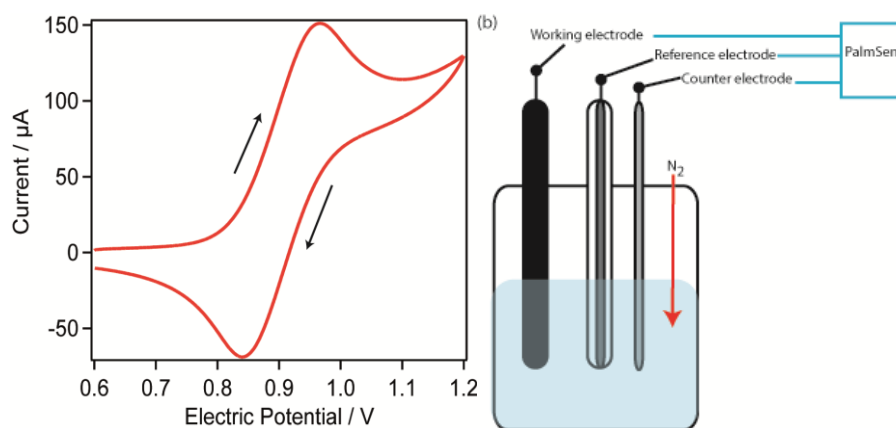 150
100
50
0
-50
Current / µA
0.6 0.7 0.8 0.9 1.0 1.1 1.2
Electric Potential / V
(b)
Working electrode
Reference electrode
Counter electrode
PalmSen
N2